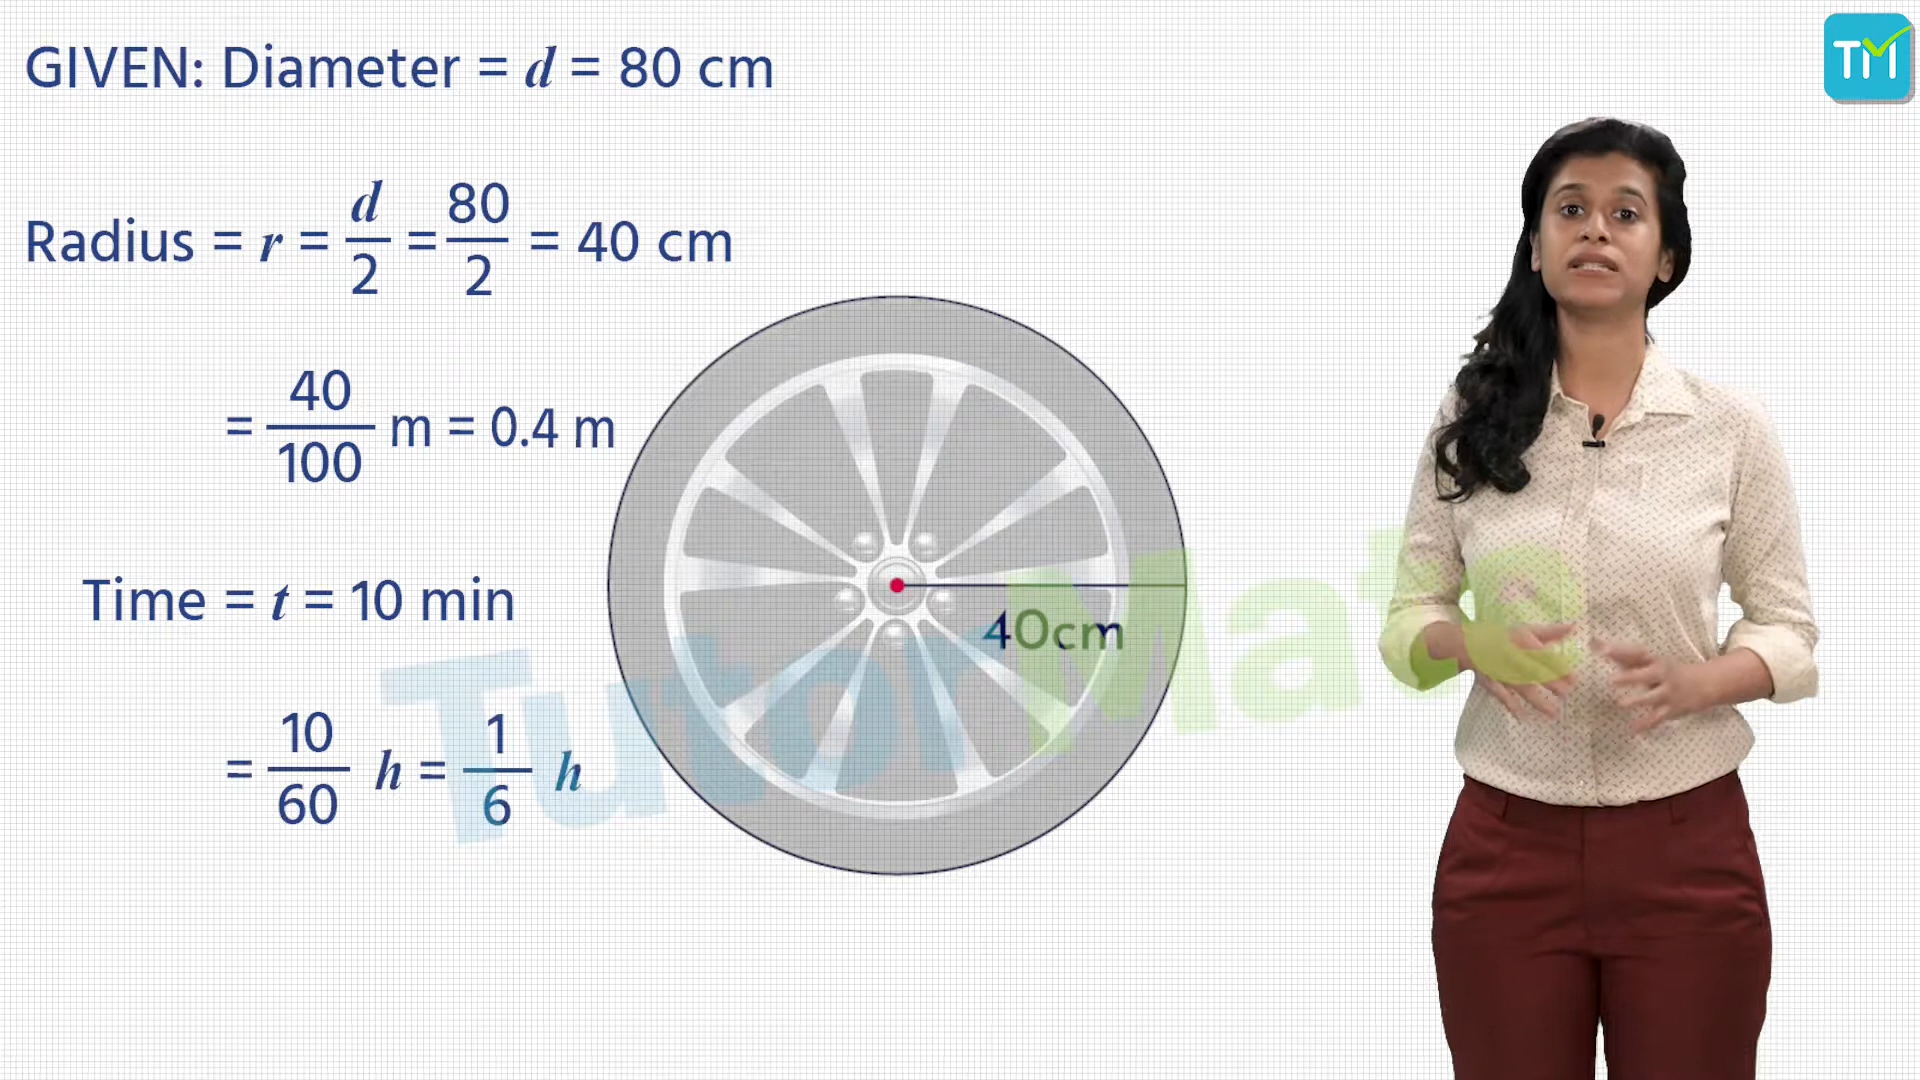 GIVEN: Diameter = d = 80 cm
TM
Radius = r = d/2 = 80/2 = 40 cm
= 40/100 m = 0.4 m
Time = t = 10 min
40cm
= 10/60 h = 1/6 h
TutorMate